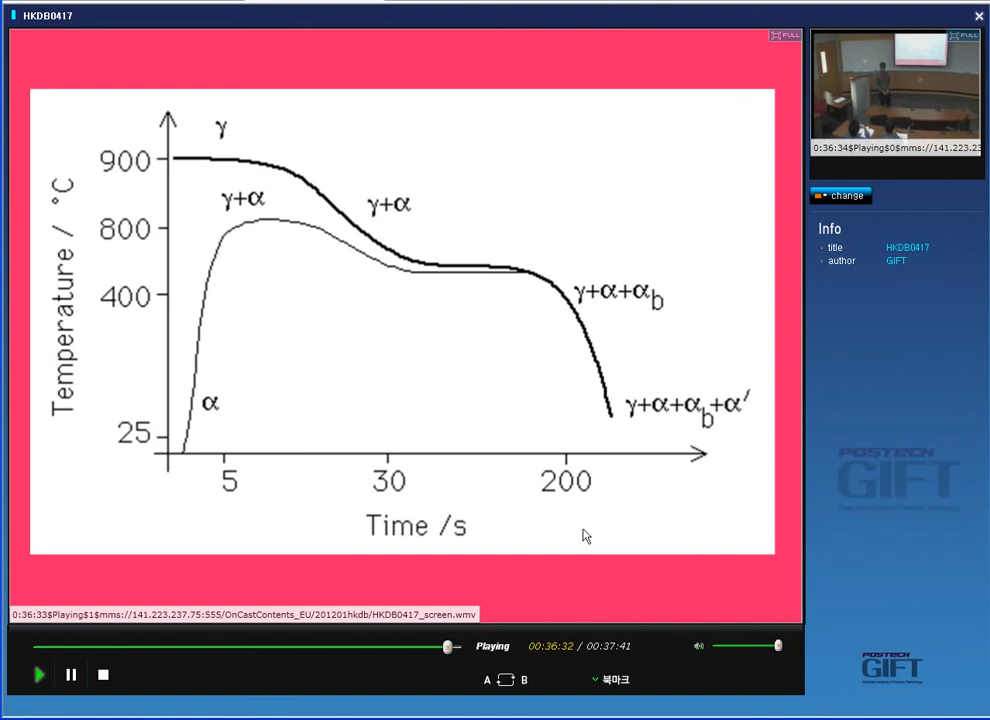 HKDB0417
FULL
FULL
γ
900
γ+α
γ+α
800
400
γ+α+αb
Temperature / °C
α
γ+α+αb+α′
25
5 30 200
Time /s
0:36:33$Playing$1$mms://141.223.237.75:555/OnCastContents_EU/201201hkdb/HKDB0417_screen.wmv
Playing 00:36:32 / 00:37:41
A B
북마크
0:36:34$Playing$0$mms://141.223.23
change
Info
title HKDB0417
author GIFT
POSTECH
GIFT
POSTECH
GIFT